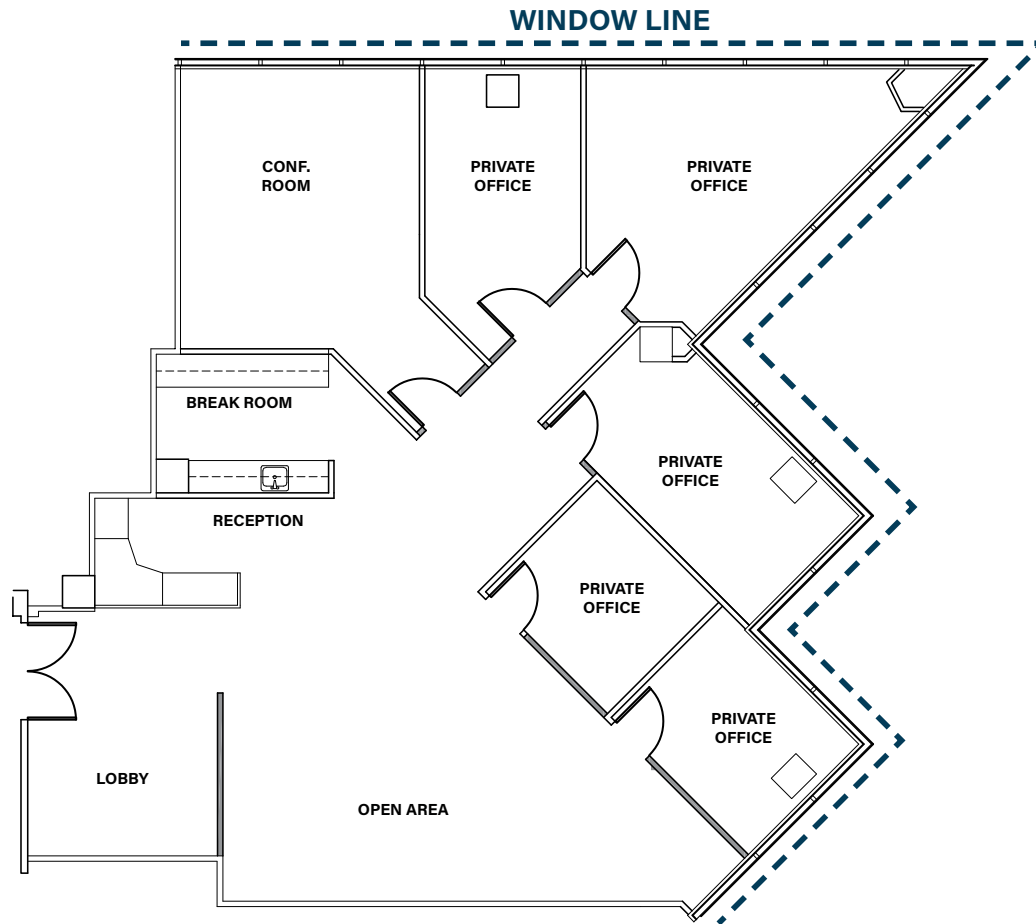 WINDOW LINE
CONF.
ROOM
PRIVATE
OFFICE
PRIVATE
OFFICE
BREAK ROOM
PRIVATE
OFFICE
RECEPTION
PRIVATE
OFFICE
PRIVATE
OFFICE
LOBBY
OPEN AREA